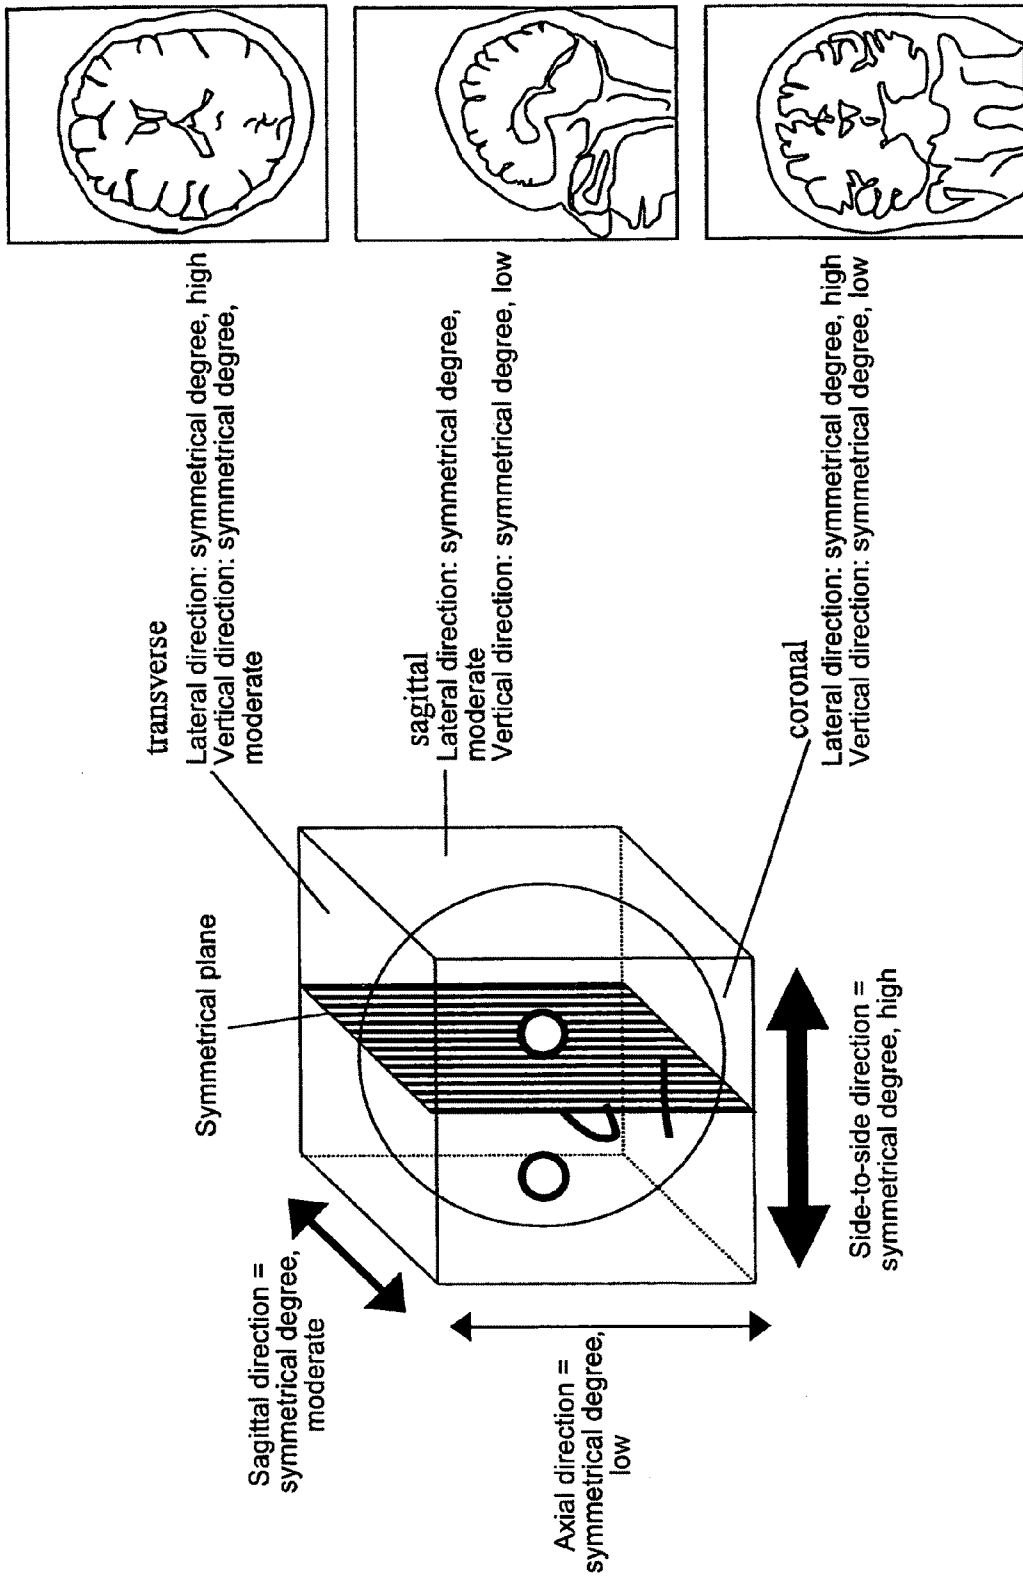 Sagittal direction =
symmetrical degree,
moderate
Axial direction =
symmetrical degree,
low
Symmetrical plane
Side-to-side direction =
symmetrical degree, high
transverse
Lateral direction: symmetrical degree, high
Vertical direction: symmetrical degree,
moderate
sagittal
Lateral direction: symmetrical degree,
moderate
Vertical direction: symmetrical degree, low
coronal
Lateral direction: symmetrical degree, high
Vertical direction: symmetrical degree, low